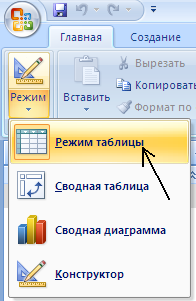 Главная Создание
Режим
Вставить
Вырезать
Копировать
Формат по
Режим таблицы
Сводная таблица
Сводная диаграмма
Конструктор